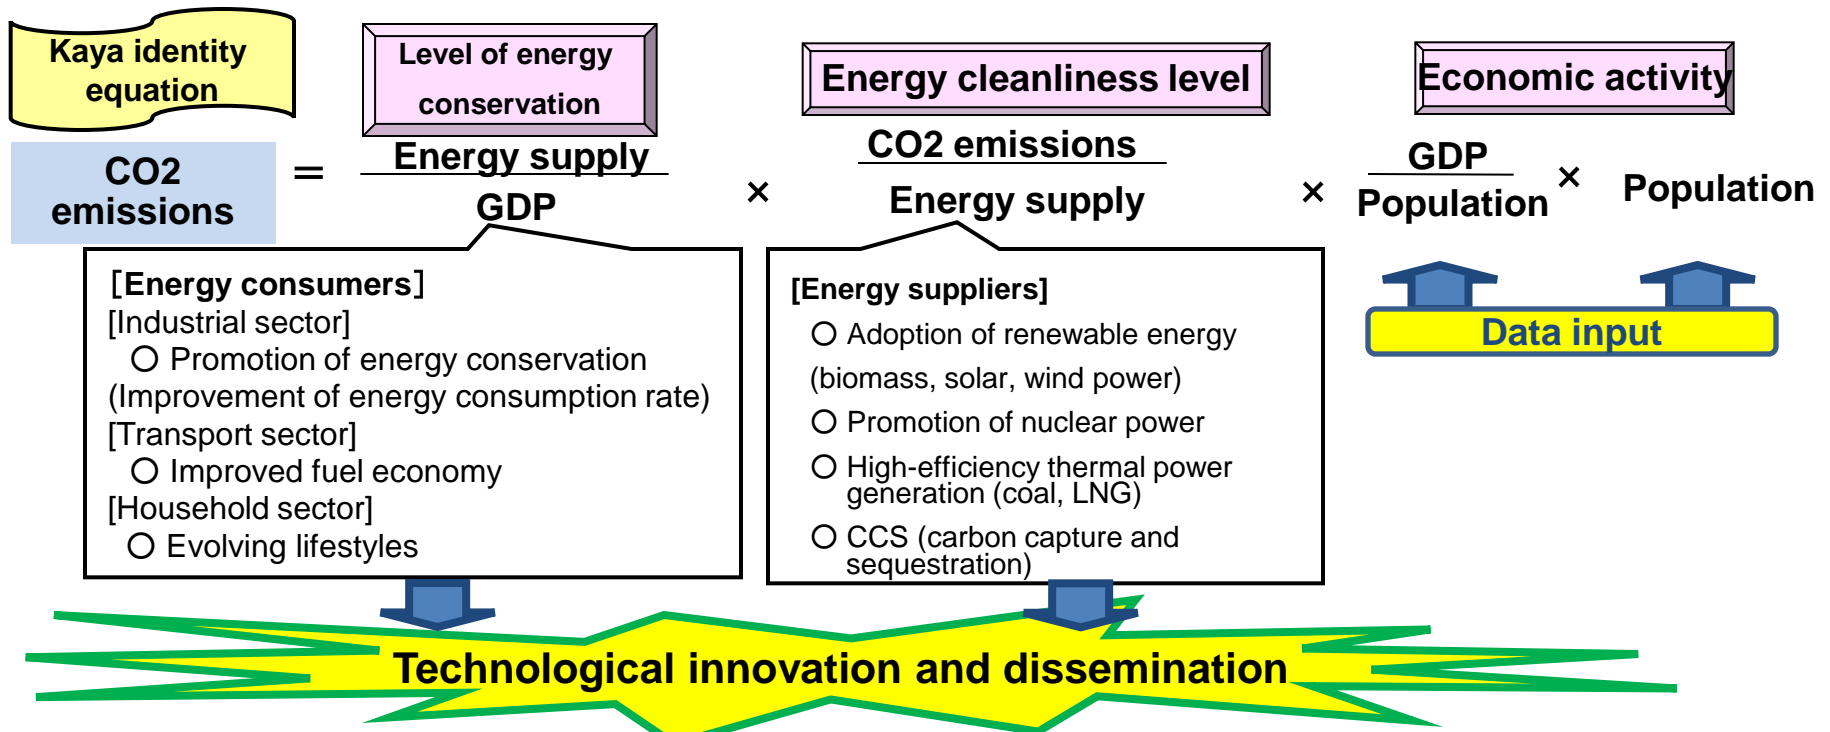 Kaya identity
equation
Level of energy
conservation
Energy cleanliness level
Economic activity
CO2
emissions
=
Energy supply
GDP
×
CO2 emissions
Energy supply
×
GDP
Population
×
Population
［Energy consumers］
[Industrial sector]
○ Promotion of energy conservation
(Improvement of energy consumption rate)
[Transport sector]
○ Improved fuel economy
[Household sector]
○ Evolving lifestyles
[Energy suppliers]
○ Adoption of renewable energy
(biomass, solar, wind power)
○ Promotion of nuclear power
○ High-efficiency thermal power
generation (coal, LNG)
○ CCS (carbon capture and
sequestration)
Data input
Technological innovation and dissemination